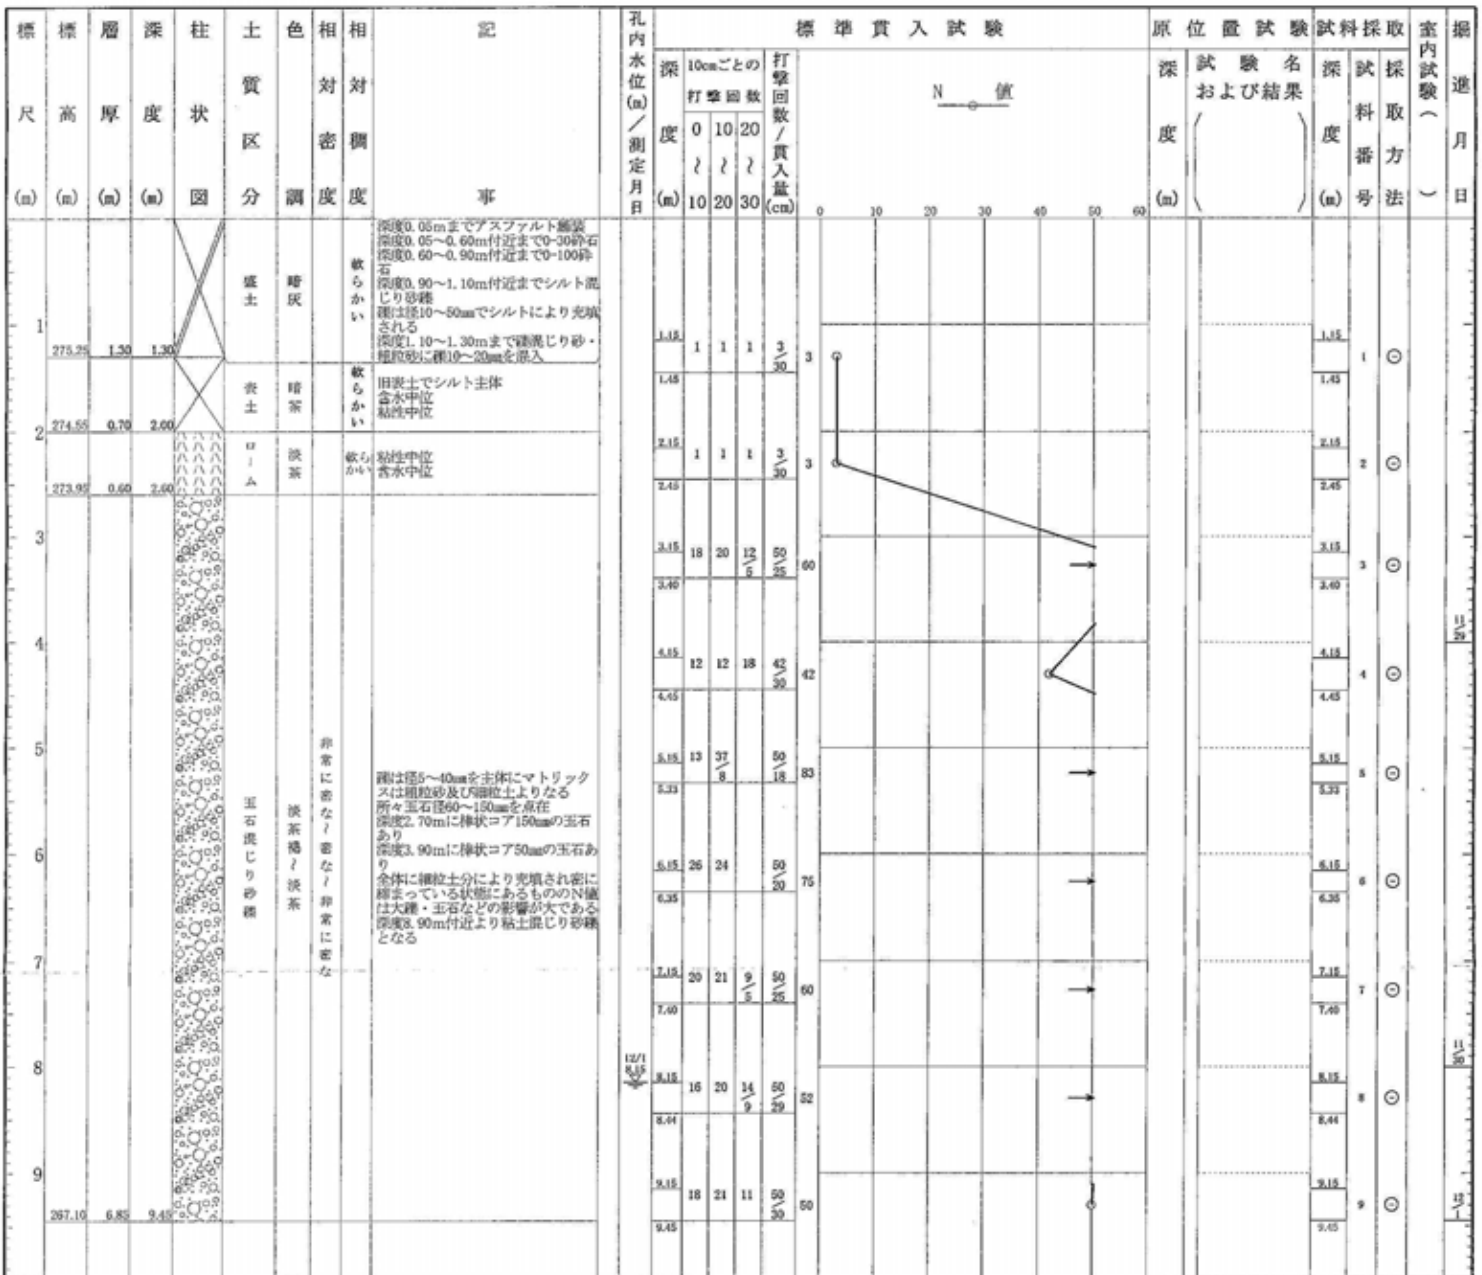 標尺(m) 標高(m) 層厚(m) 深度(m) 柱状図 土質区分 色調 相対密度 相対稠度 記事 孔内水位(m)/測定月日 標準貫入試験 原位置試験 試料採取 室内試験( ) 掘進月日
深度(m) 10cmごとの打撃回数 打撃回数/貫入量(cm) N値 深度(m) 試験名および結果 深度(m) 試料番号 採取方法
0〜10 10〜20 20〜30
0 10 20 30 40 50 60
深度0.05mまでアスファルト舗装
深度0.05〜0.60m付近まで0-30砕石
深度0.60〜0.90m付近まで0-100砕
石
深度0.90〜1.10m付近までシルト混
じり砂礫
礫は径10〜50mmでシルトにより充填
される
深度1.10〜1.30mまで礫混じり砂・
粗粒砂に礫10〜20mmを混入
盛土 暗灰 軟らかい
1
275.25 1.30 1.30
1.15 1 1 1 3/30 3 1.15 1
1.45 1.45
表土 暗茶 軟らかい
旧表土でシルト主体
含水中位
粘性中位
2
274.55 0.70 2.00
ローム 淡茶 軟らかい
粘性中位
含水中位
2.15 1 1 1 3/30 3 2.15 2
2.45 2.45
273.95 0.60 2.60
3
3.15 18 20 12/5 50/25 60 3.15 3
3.40 3.40
11/29
4
4.15 12 12 18 42/30 42 4.15 4
4.45 4.45
5
5.15 13 37/8 50/18 83 5.15 5
5.33 5.33
玉石混じり砂礫 淡茶褐〜淡茶 非常に密な〜密な〜非常に密な
礫は径5〜40mmを主体にマトリック
スは粗粒砂及び細粒土よりなる
所々玉石径60〜150mmを点在
深度2.70mに棒状コア150mmの玉石
あり
深度3.90mに棒状コア50mmの玉石あ
り
全体に細粒土分により充填され密に
締まっている状態にあるもののN値
は大礫・玉石などの影響が大である
深度8.90m付近より粘土混じり砂礫
となる
6
6.15 26 24 50/20 75 6.15 6
6.35 6.35
7
7.15 20 21 9/5 50/25 60 7.15 7
7.40 7.40
12/1
8.15
11/30
8
8.15 16 20 14/9 50/29 52 8.15 8
8.44 8.44
9
9.15 18 21 11 50/30 50 9.15 9
9.45 9.45
12/1
267.10 6.85 9.45